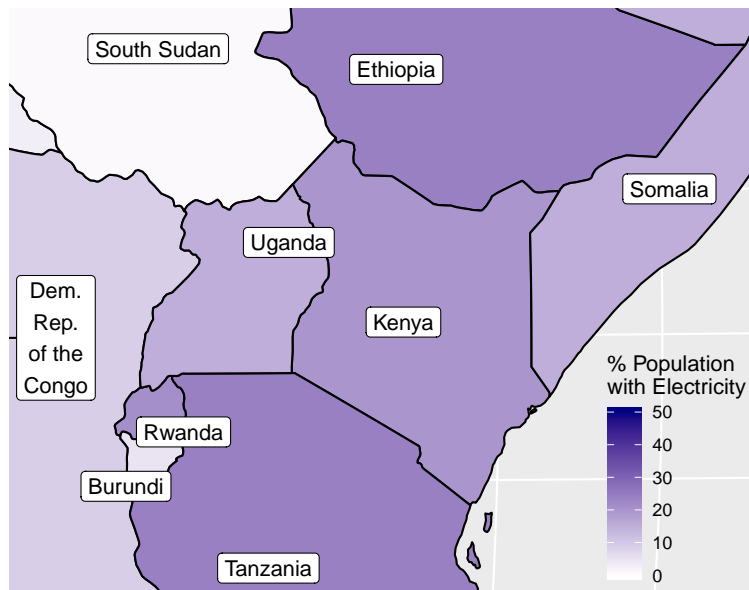 South Sudan
Ethiopia
Somalia
Uganda
Dem.
Rep.
of the
Congo
Kenya
% Population
with Electricity
50
40
30
20
10
0
Rwanda
Burundi
Tanzania